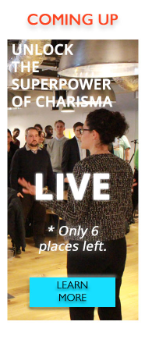 COMING UP
UNLOCK
THE
SUPERPOWER
OF CHARISMA
LIVE
* Only 6
places left.
LEARN
MORE